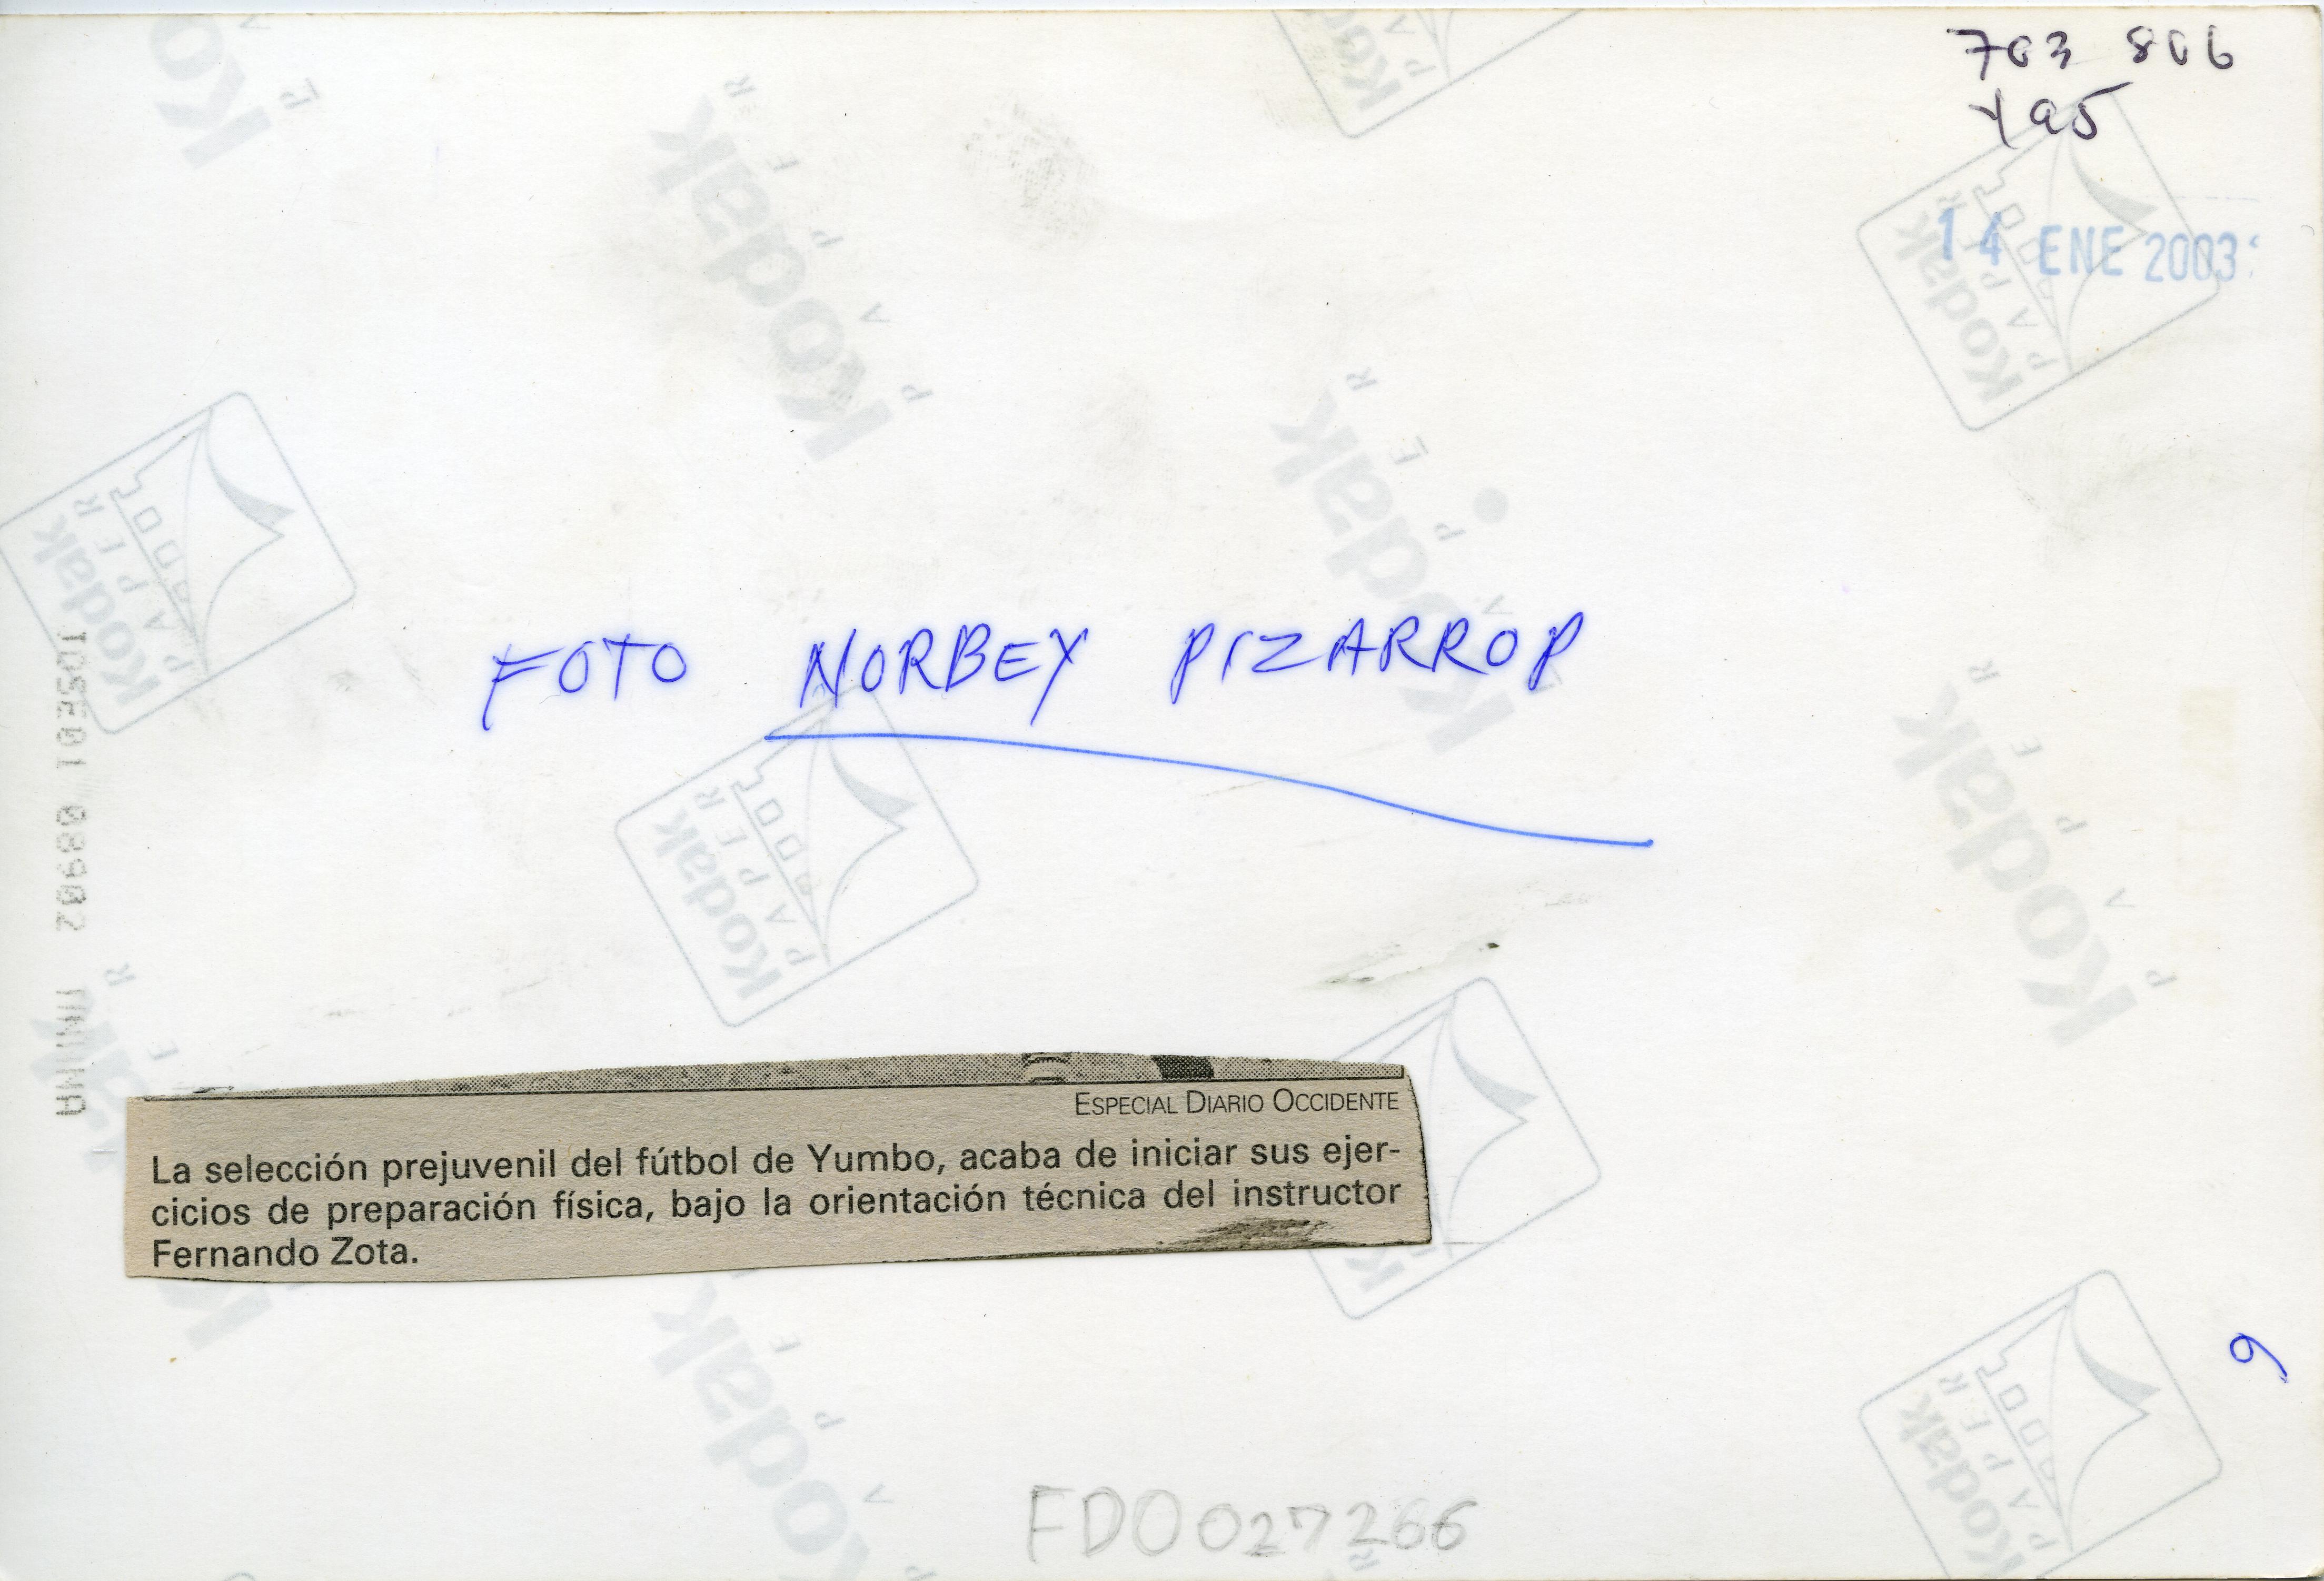 703 806
Y95
14 ENE 2003
FOTO NORBEY PIZARRO P
ESPECIAL DIARIO OCCIDENTE
La selección prejuvenil del fútbol de Yumbo, acaba de iniciar sus ejer-
cicios de preparación física, bajo la orientación técnica del instructor
Fernando Zota.
9
FDO027266
Kodak
PAPER